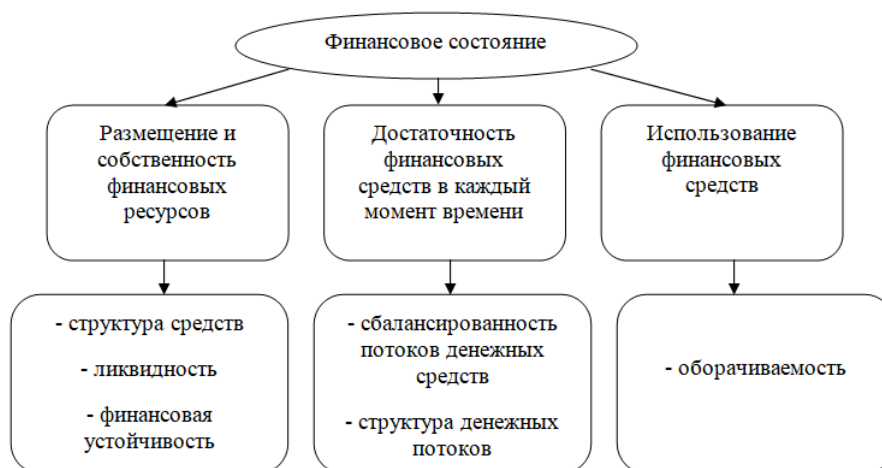 Финансовое состояние
Размещение и
собственность
финансовых
ресурсов
Достаточность
финансовых
средств в каждый
момент времени
Использование
финансовых
средств
- структура средств
- ликвидность
- финансовая
устойчивость
- сбалансированность
потоков денежных
средств
- структура денежных
потоков
- оборачиваемость